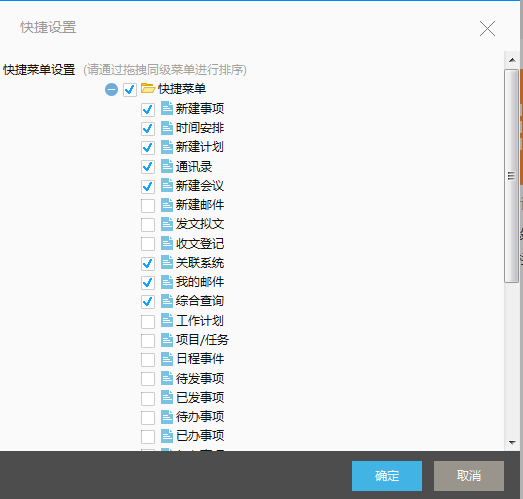 快捷设置
快捷菜单设置 (请通过拖拽同级菜单进行排序)
快捷菜单
新建事项
时间安排
新建计划
通讯录
新建会议
新建邮件
发文拟文
收文登记
关联系统
我的邮件
综合查询
工作计划
项目/任务
日程事件
待发事项
已发事项
待办事项
已办事项
确定 取消